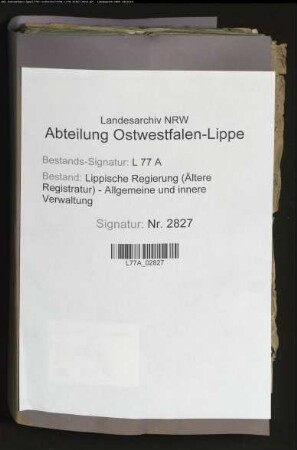 Landesarchiv NRW
Abteilung Ostwestfalen-Lippe
Bestands-Signatur: L 77 A
Bestand: Lippische Regierung (Ältere
Registratur) - Allgemeine und innere
Verwaltung
Signatur: Nr. 2827
L77A_02827